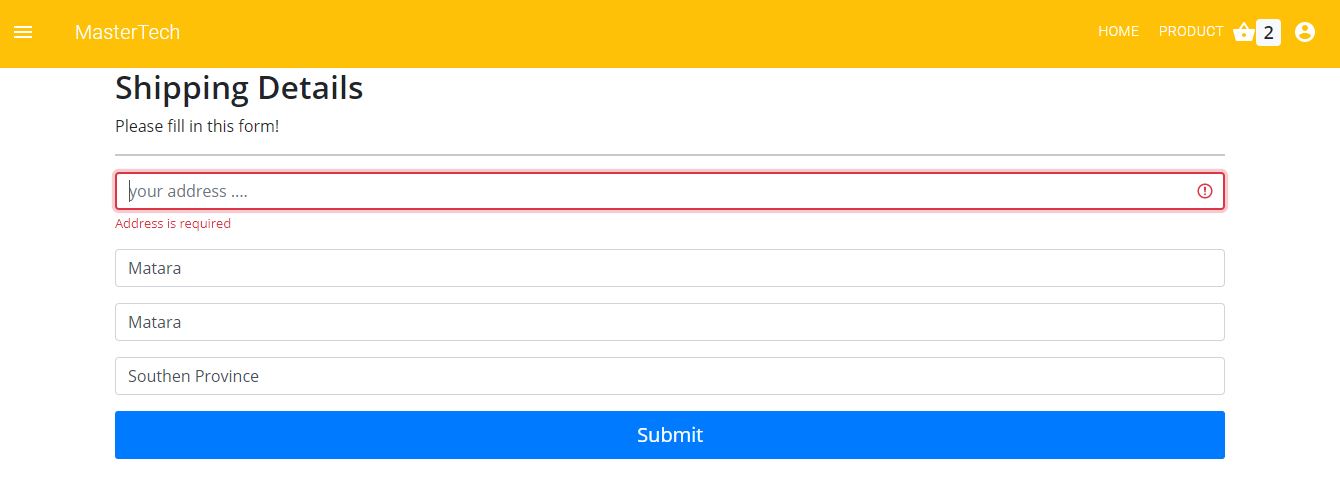 MasterTech HOME PRODUCT 2
Shipping Details
Please fill in this form!
your address ....
Address is required
Matara
Matara
Southen Province
Submit